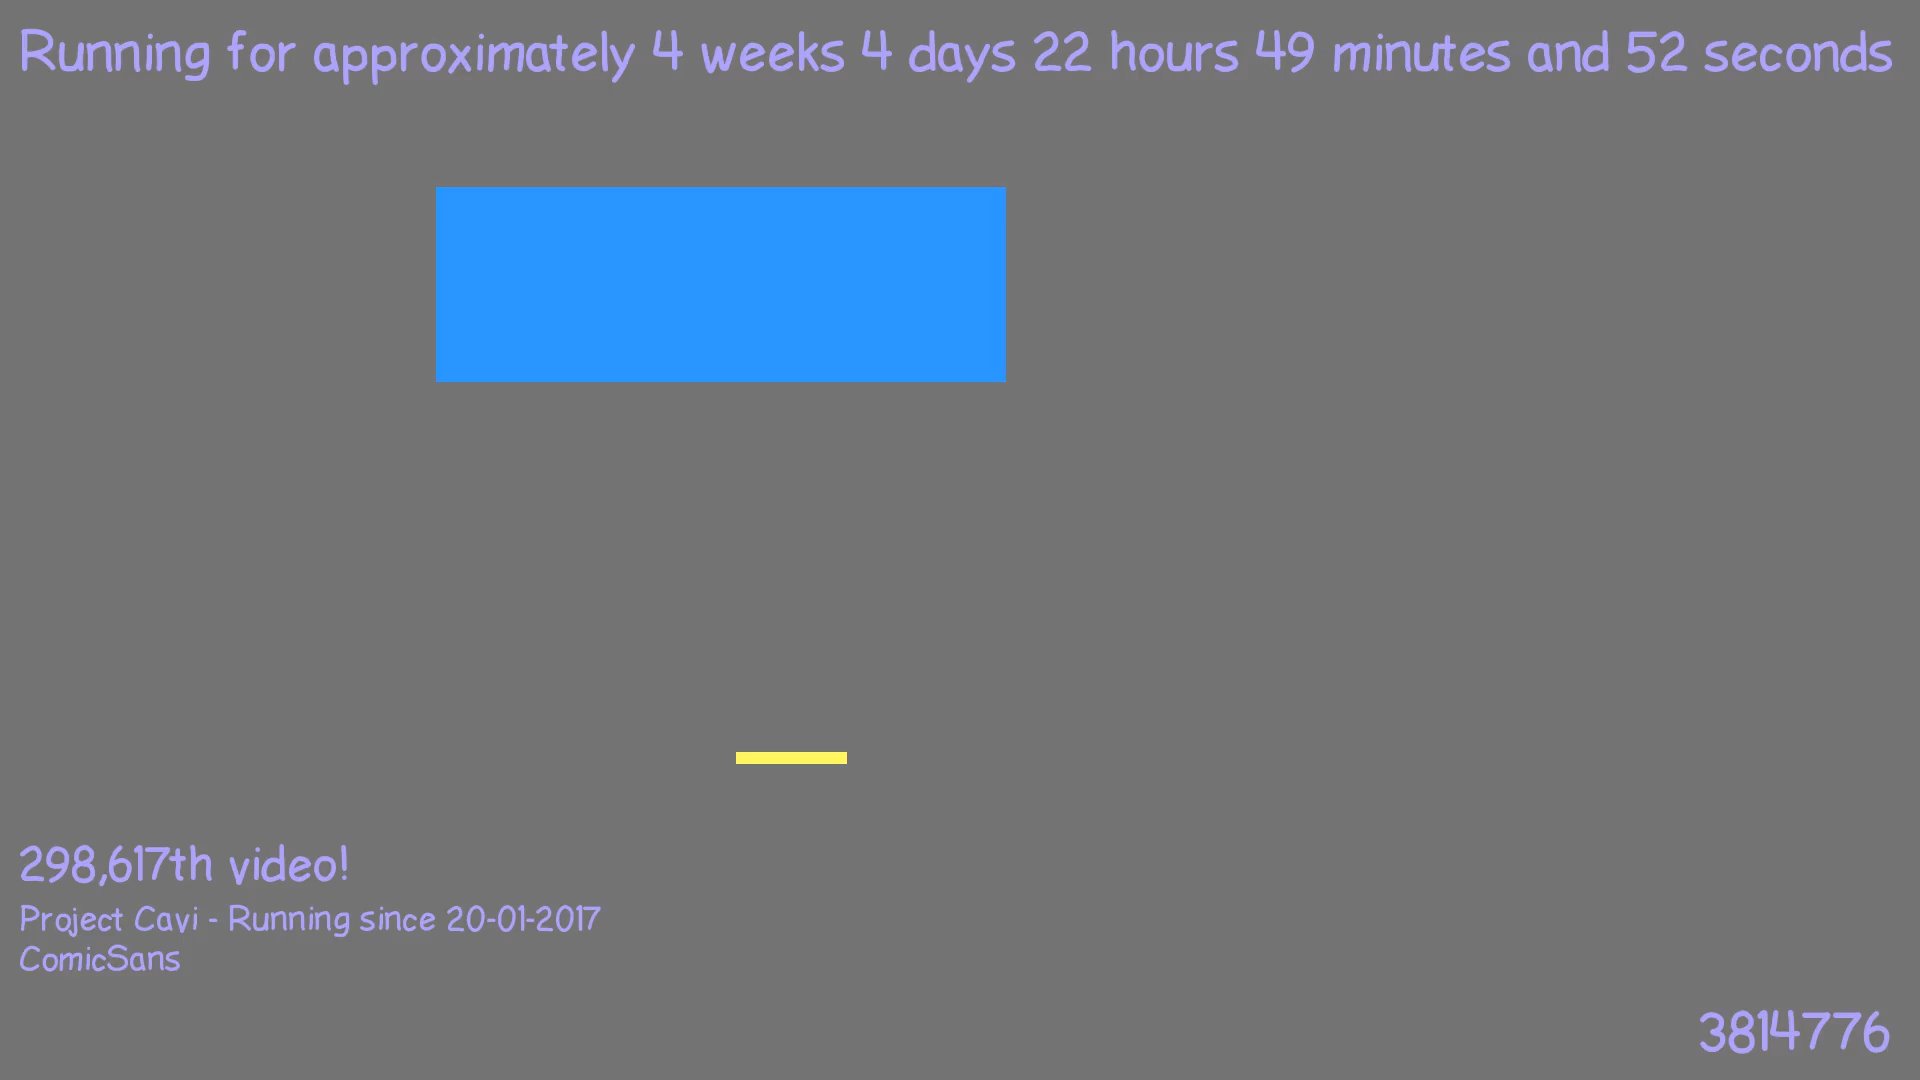 Running for approximately 4 weeks 4 days 22 hours 49 minutes and 52 seconds
298,617th video!
Project Cavi - Running since 20-01-2017
ComicSans
3814776